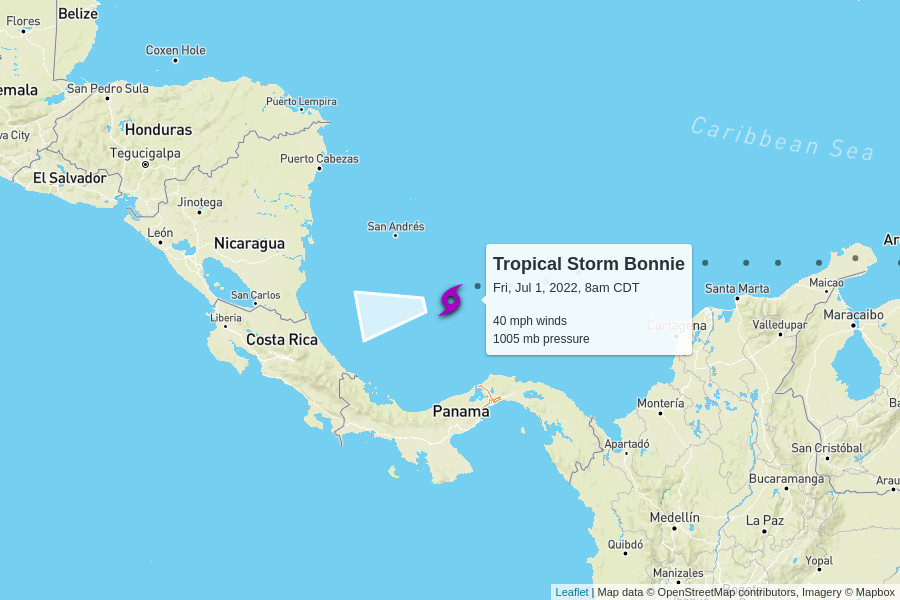 Belize
Flores
Coxen Hole
emala
San Pedro Sula
Puerto Lempira
Honduras
Caribbean Sea
va City
Tegucigalpa
Puerto Cabezas
El Salvador
Jinotega
San Andrés
León
Nicaragua
Ar
Tropical Storm Bonnie
Fri, Jul 1, 2022, 8am CDT
40 mph winds
1005 mb pressure
Maicao
Santa Marta
San Carlos
Liberia
Maracaibo
Cartagena
Valledupar
Costa Rica
Montería
Ba
Panama
Apartadó
San Cristóbal
Bucaramanga
Arau
Medellín
La Paz
Quibdó
Yopal
Manizales
Leaflet | Map data © OpenStreetMap contributors, Imagery © Mapbox